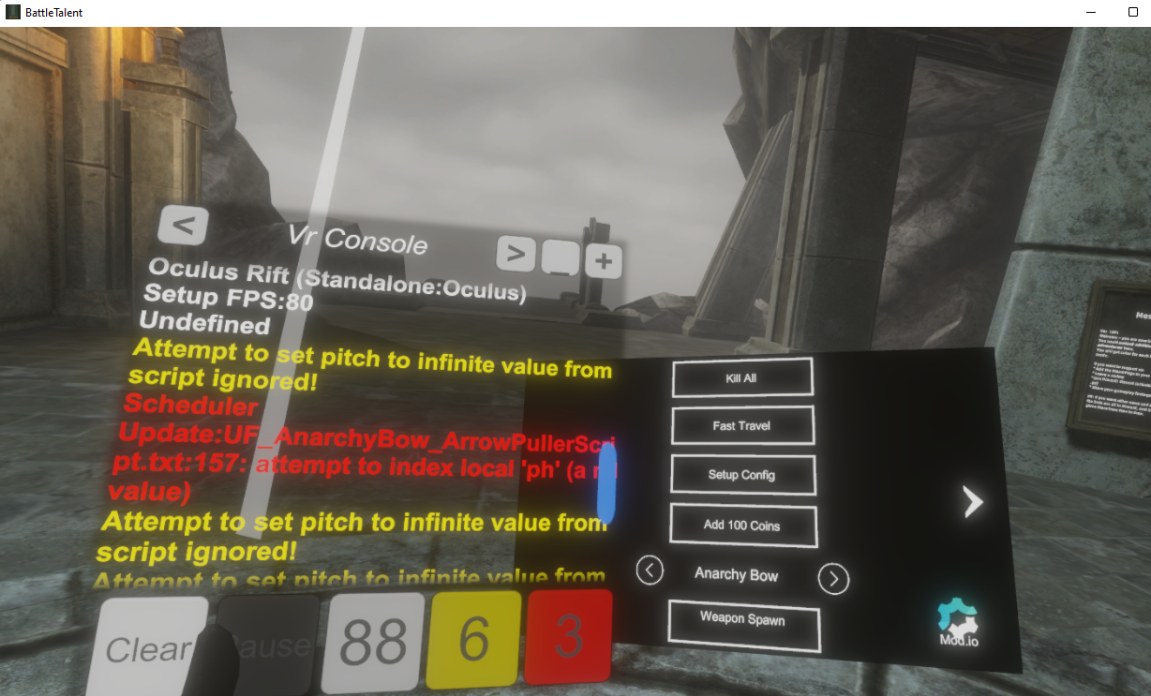 BattleTalent
<
Vr Console
>
_
+
Oculus Rift (Standalone:Oculus)
Setup FPS:80
Undefined
Attempt to set pitch to infinite value from
script ignored!
Scheduler
Update:UF_AnarchyBow_ArrowPullerScri
pt.txt:157: attempt to index local 'ph' (a
value)
Attempt to set pitch to infinite value from
script ignored!
Attempt to set pitch to infinite value from
Clear
Pause
88
6
3
Kill All
Fast Travel
Setup Config
Add 100 Coins
<
Anarchy Bow
>
Weapon Spawn
Mod.io